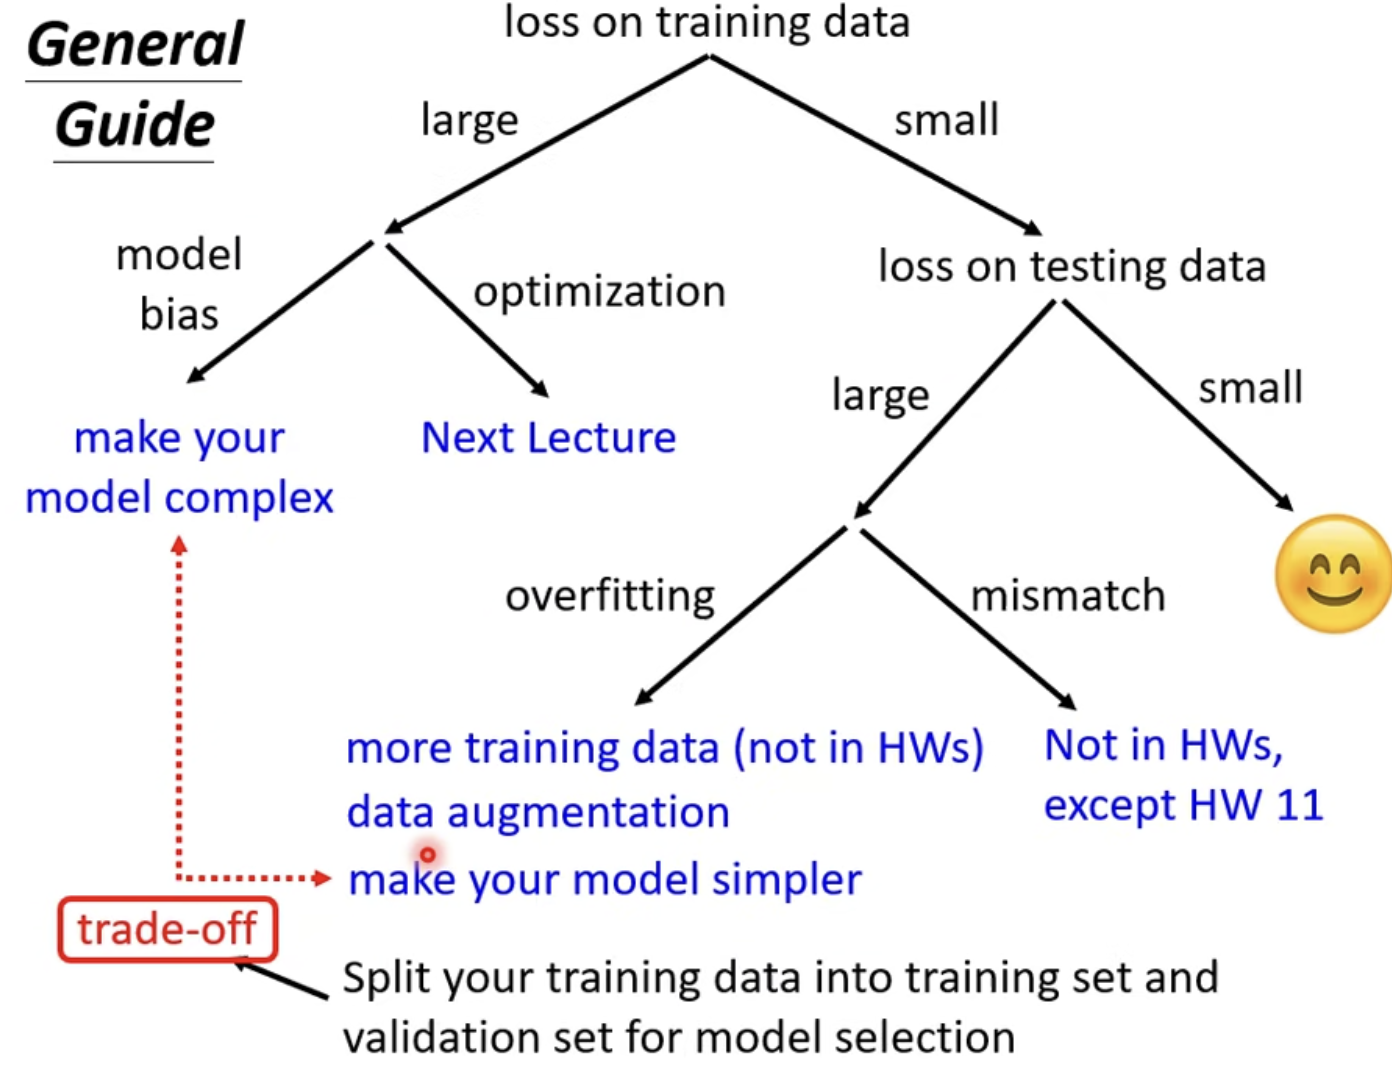 General
Guide
loss on training data
large
small
model
bias
optimization
loss on testing data
make your
model complex
Next Lecture
large
small
overfitting
mismatch
more training data (not in HWs)
data augmentation
make your model simpler
Not in HWs,
except HW 11
trade-off
Split your training data into training set and
validation set for model selection